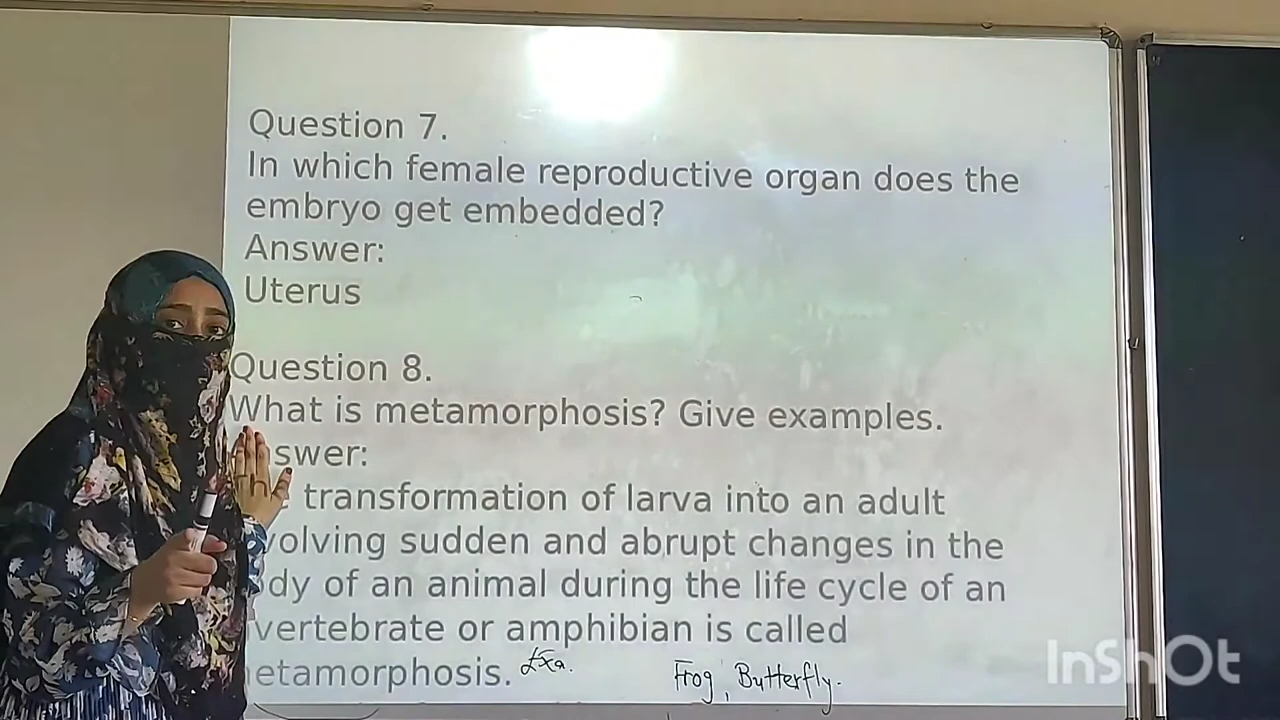 Question 7.
In which female reproductive organ does the
embryo get embedded?
Answer:
Uterus
Question 8.
What is metamorphosis? Give examples.
swer:
transformation of larva into an adult
volving sudden and abrupt changes in the
dy of an animal during the life cycle of an
vertebrate or amphibian is called
etamorphosis. Exa. Frog, Butterfly.
InShOt